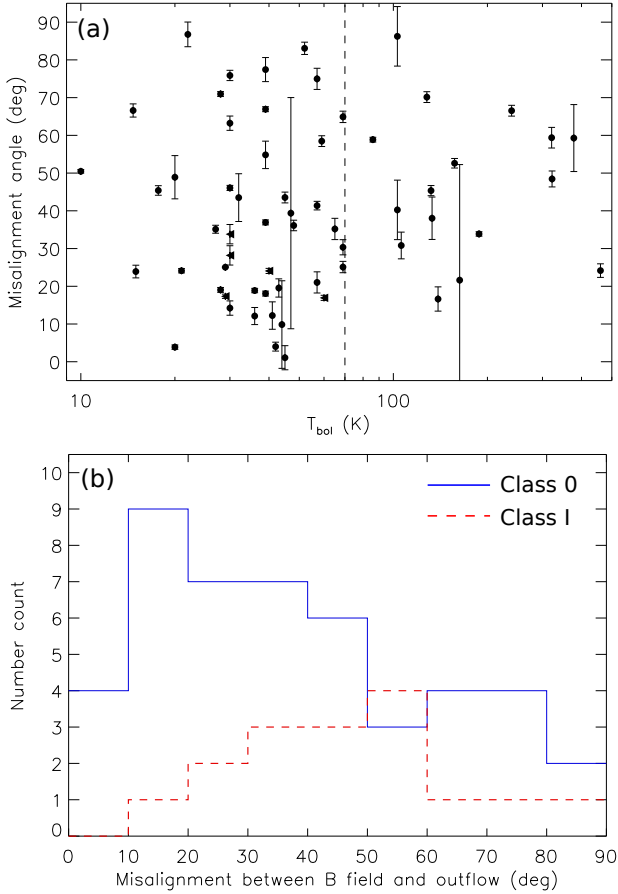 (a)
90
80
70
60
50
40
30
20
10
0
Misalignment angle (deg)
10
100
T_bol (K)
(b)
Class 0
Class I
10
9
8
7
6
5
4
3
2
1
0
Number count
0 10 20 30 40 50 60 70 80 90
Misalignment between B field and outflow (deg)